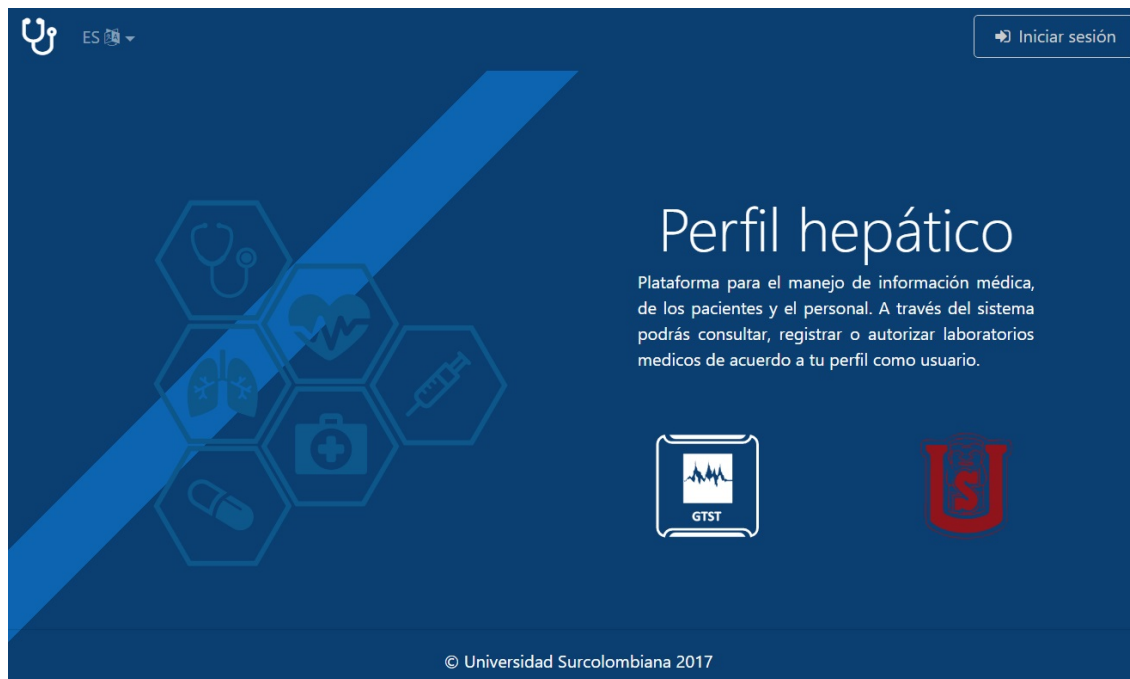 ES
Iniciar sesión
Perfil hepático
Plataforma para el manejo de información médica,
de los pacientes y el personal. A través del sistema
podrás consultar, registrar o autorizar laboratorios
medicos de acuerdo a tu perfil como usuario.
GTST
U S
© Universidad Surcolombiana 2017